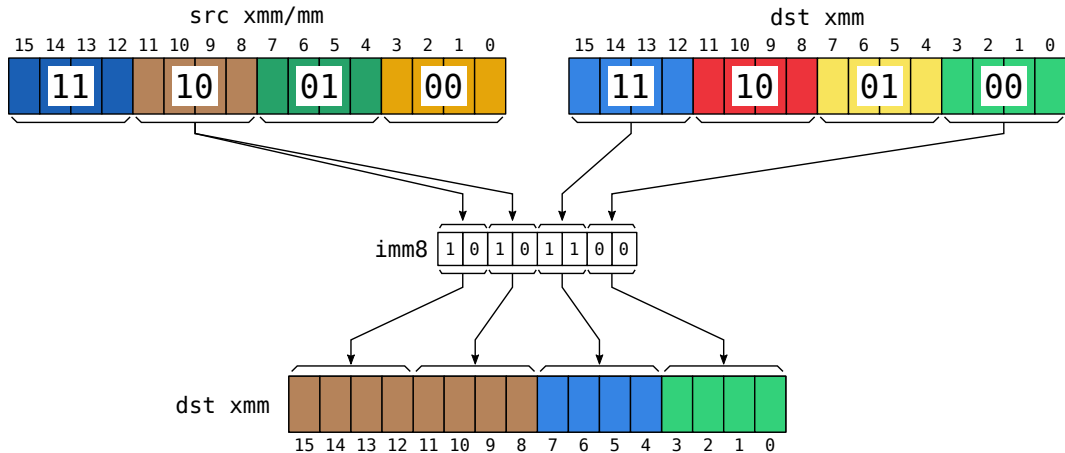 src xmm/mm dst xmm
15 14 13 12 11 10 9 8 7 6 5 4 3 2 1 0 15 14 13 12 11 10 9 8 7 6 5 4 3 2 1 0
11 10 01 00 11 10 01 00
imm8 1 0 1 0 1 1 0 0
dst xmm
15 14 13 12 11 10 9 8 7 6 5 4 3 2 1 0